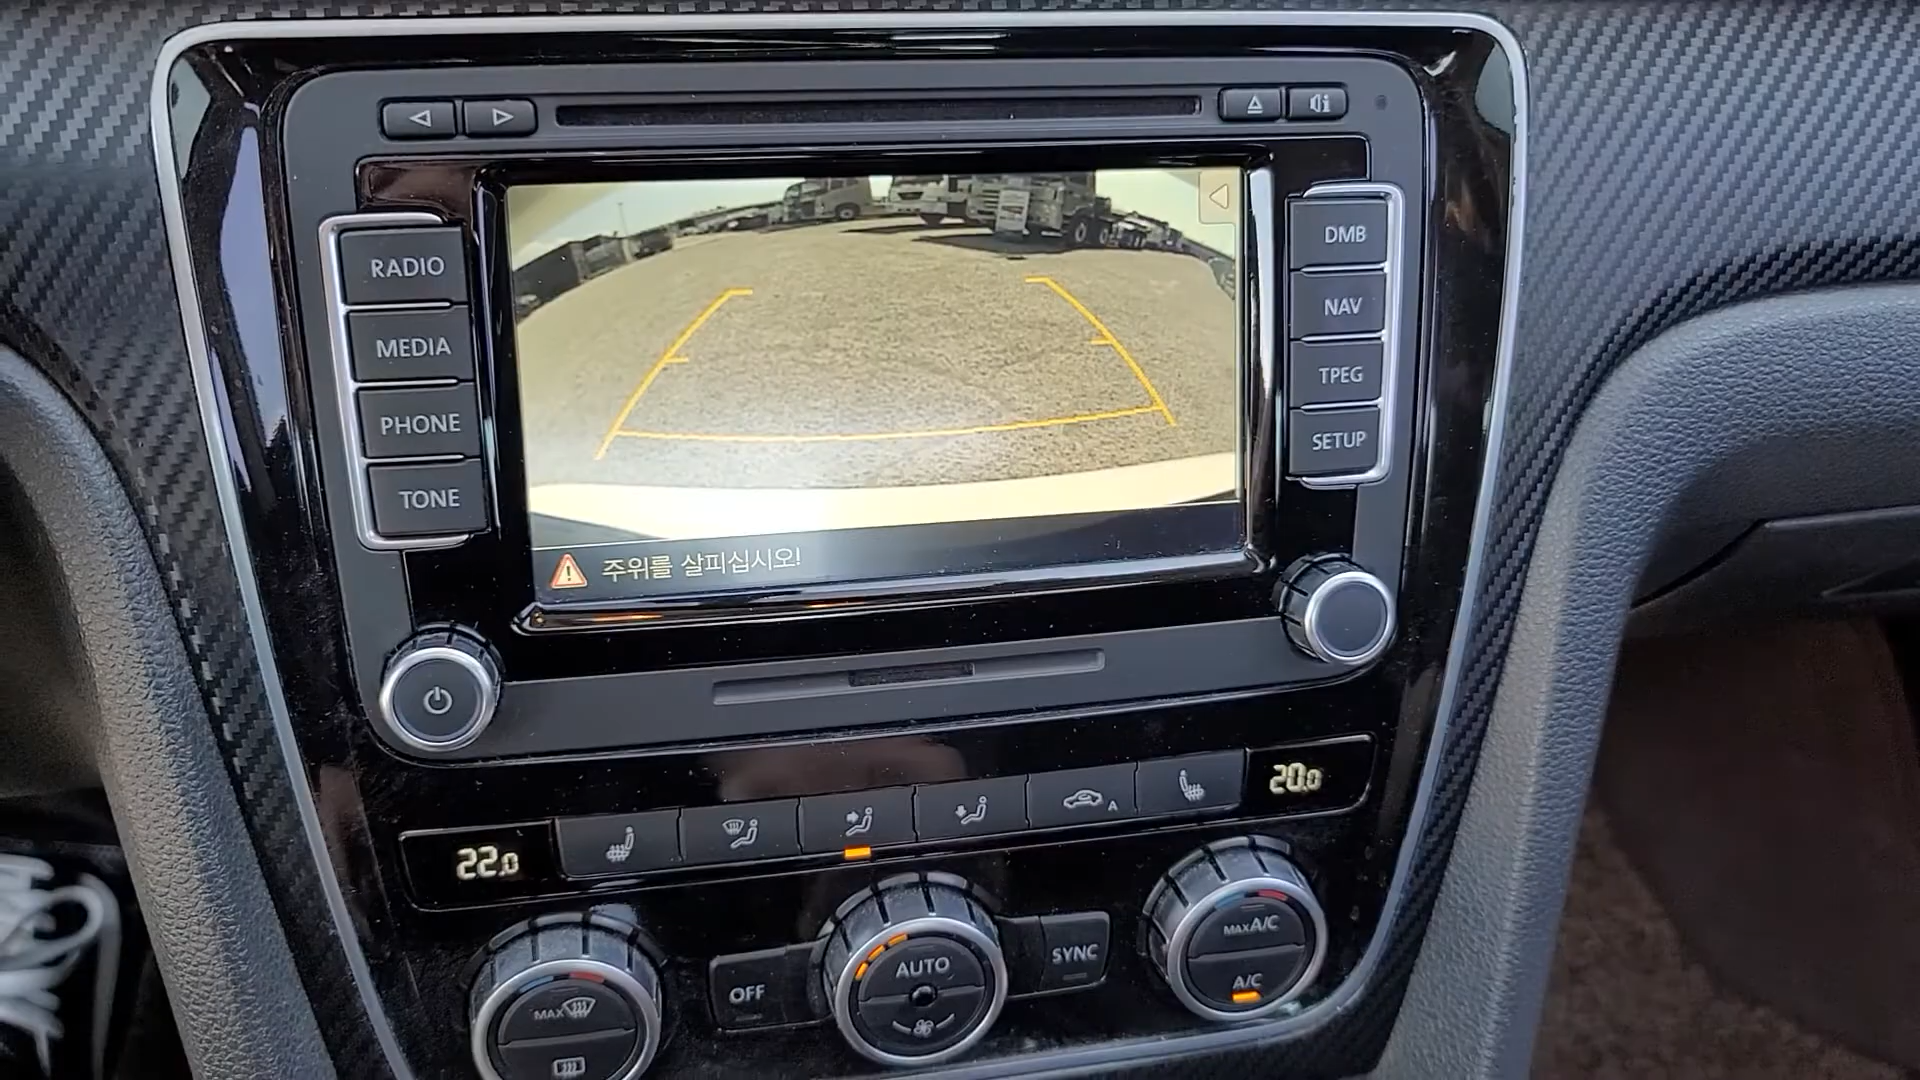 RADIO
MEDIA
PHONE
TONE
DMB
NAV
TPEG
SETUP
주위를 살피십시오!
22.0
20.0
A
MAX
OFF
AUTO
SYNC
MAX A/C
A/C